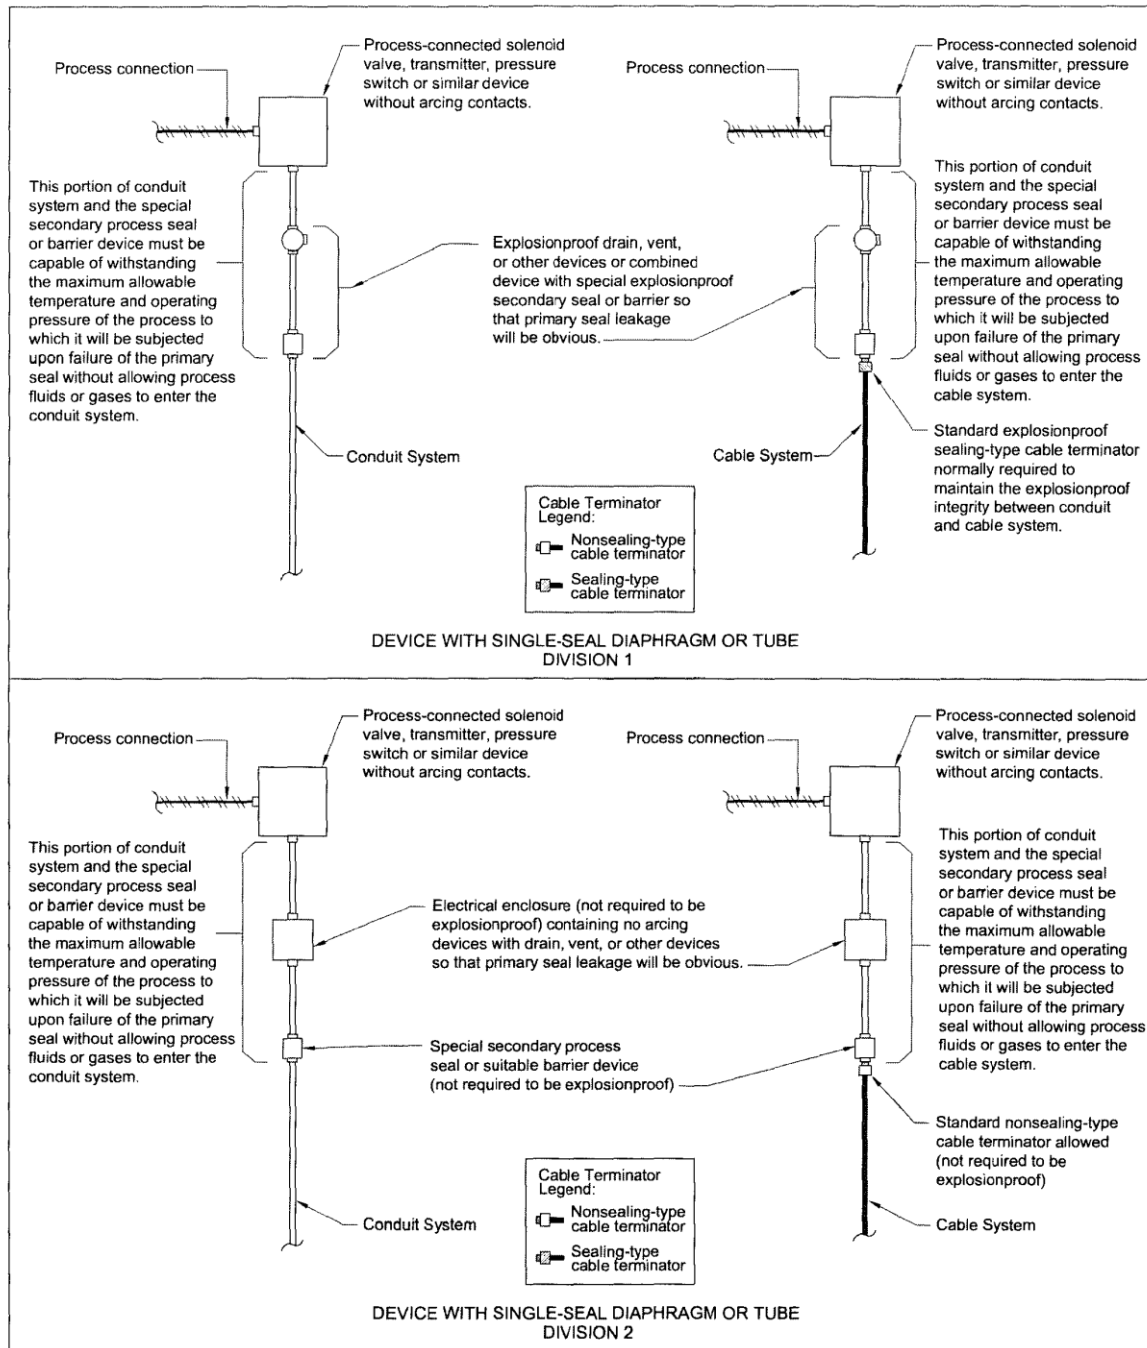 Process connection
Process-connected solenoid
valve, transmitter, pressure
switch or similar device
without arcing contacts.
This portion of conduit
system and the special
secondary process seal
or barrier device must be
capable of withstanding
the maximum allowable
temperature and operating
pressure of the process to
which it will be subjected
upon failure of the primary
seal without allowing process
fluids or gases to enter the
conduit system.
Explosionproof drain, vent,
or other devices or combined
device with special explosionproof
secondary seal or barrier so
that primary seal leakage
will be obvious.
Conduit System
Process connection
Process-connected solenoid
valve, transmitter, pressure
switch or similar device
without arcing contacts.
This portion of conduit
system and the special
secondary process seal
or barrier device must be
capable of withstanding
the maximum allowable
temperature and operating
pressure of the process to
which it will be subjected
upon failure of the primary
seal without allowing process
fluids or gases to enter the
cable system.
Standard explosionproof
sealing-type cable terminator
normally required to
maintain the explosionproof
integrity between conduit
and cable system.
Cable System
Cable Terminator
Legend:
Nonsealing-type
cable terminator
Sealing-type
cable terminator
DEVICE WITH SINGLE-SEAL DIAPHRAGM OR TUBE
DIVISION 1
Process connection
Process-connected solenoid
valve, transmitter, pressure
switch or similar device
without arcing contacts.
This portion of conduit
system and the special
secondary process seal
or barrier device must be
capable of withstanding
the maximum allowable
temperature and operating
pressure of the process to
which it will be subjected
upon failure of the primary
seal without allowing process
fluids or gases to enter the
conduit system.
Electrical enclosure (not required to be
explosionproof) containing no arcing
devices with drain, vent, or other devices
so that primary seal leakage will be obvious.
Special secondary process
seal or suitable barrier device
(not required to be explosionproof)
Conduit System
Process connection
Process-connected solenoid
valve, transmitter, pressure
switch or similar device
without arcing contacts.
This portion of conduit
system and the special
secondary process seal
or barrier device must be
capable of withstanding
the maximum allowable
temperature and operating
pressure of the process to
which it will be subjected
upon failure of the primary
seal without allowing process
fluids or gases to enter the
cable system.
Standard nonsealing-type
cable terminator allowed
(not required to be
explosionproof)
Cable System
Cable Terminator
Legend:
Nonsealing-type
cable terminator
Sealing-type
cable terminator
DEVICE WITH SINGLE-SEAL DIAPHRAGM OR TUBE
DIVISION 2